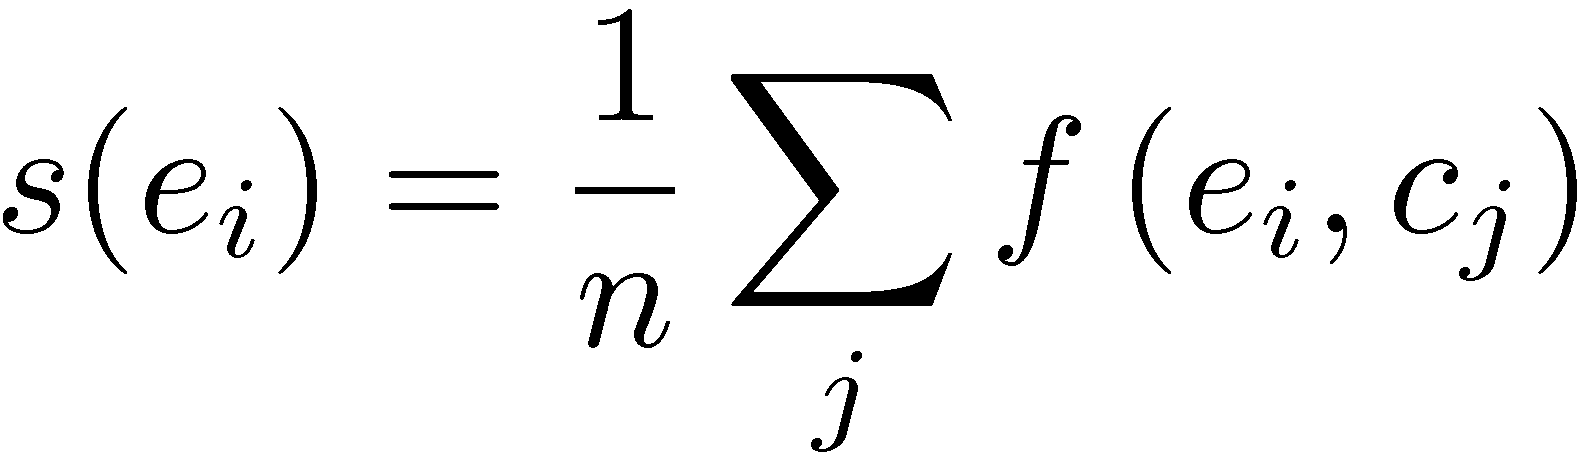 s(e_i) = \frac{1}{n} \sum_j f(e_i, c_j)